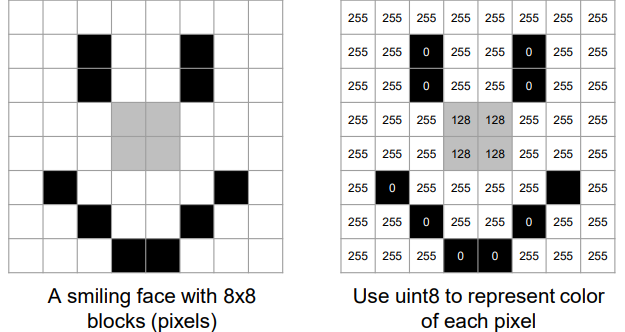 255 255 255 255 255 255 255 255
255 255 0 255 255 0 255 255
255 255 0 255 255 0 255 255
255 255 255 128 128 255 255 255
255 255 255 128 128 255 255 255
255 0 255 255 255 255 255
255 255 0 255 255 0 255 255
255 255 255 0 0 255 255 255
A smiling face with 8x8
blocks (pixels)
Use uint8 to represent color
of each pixel